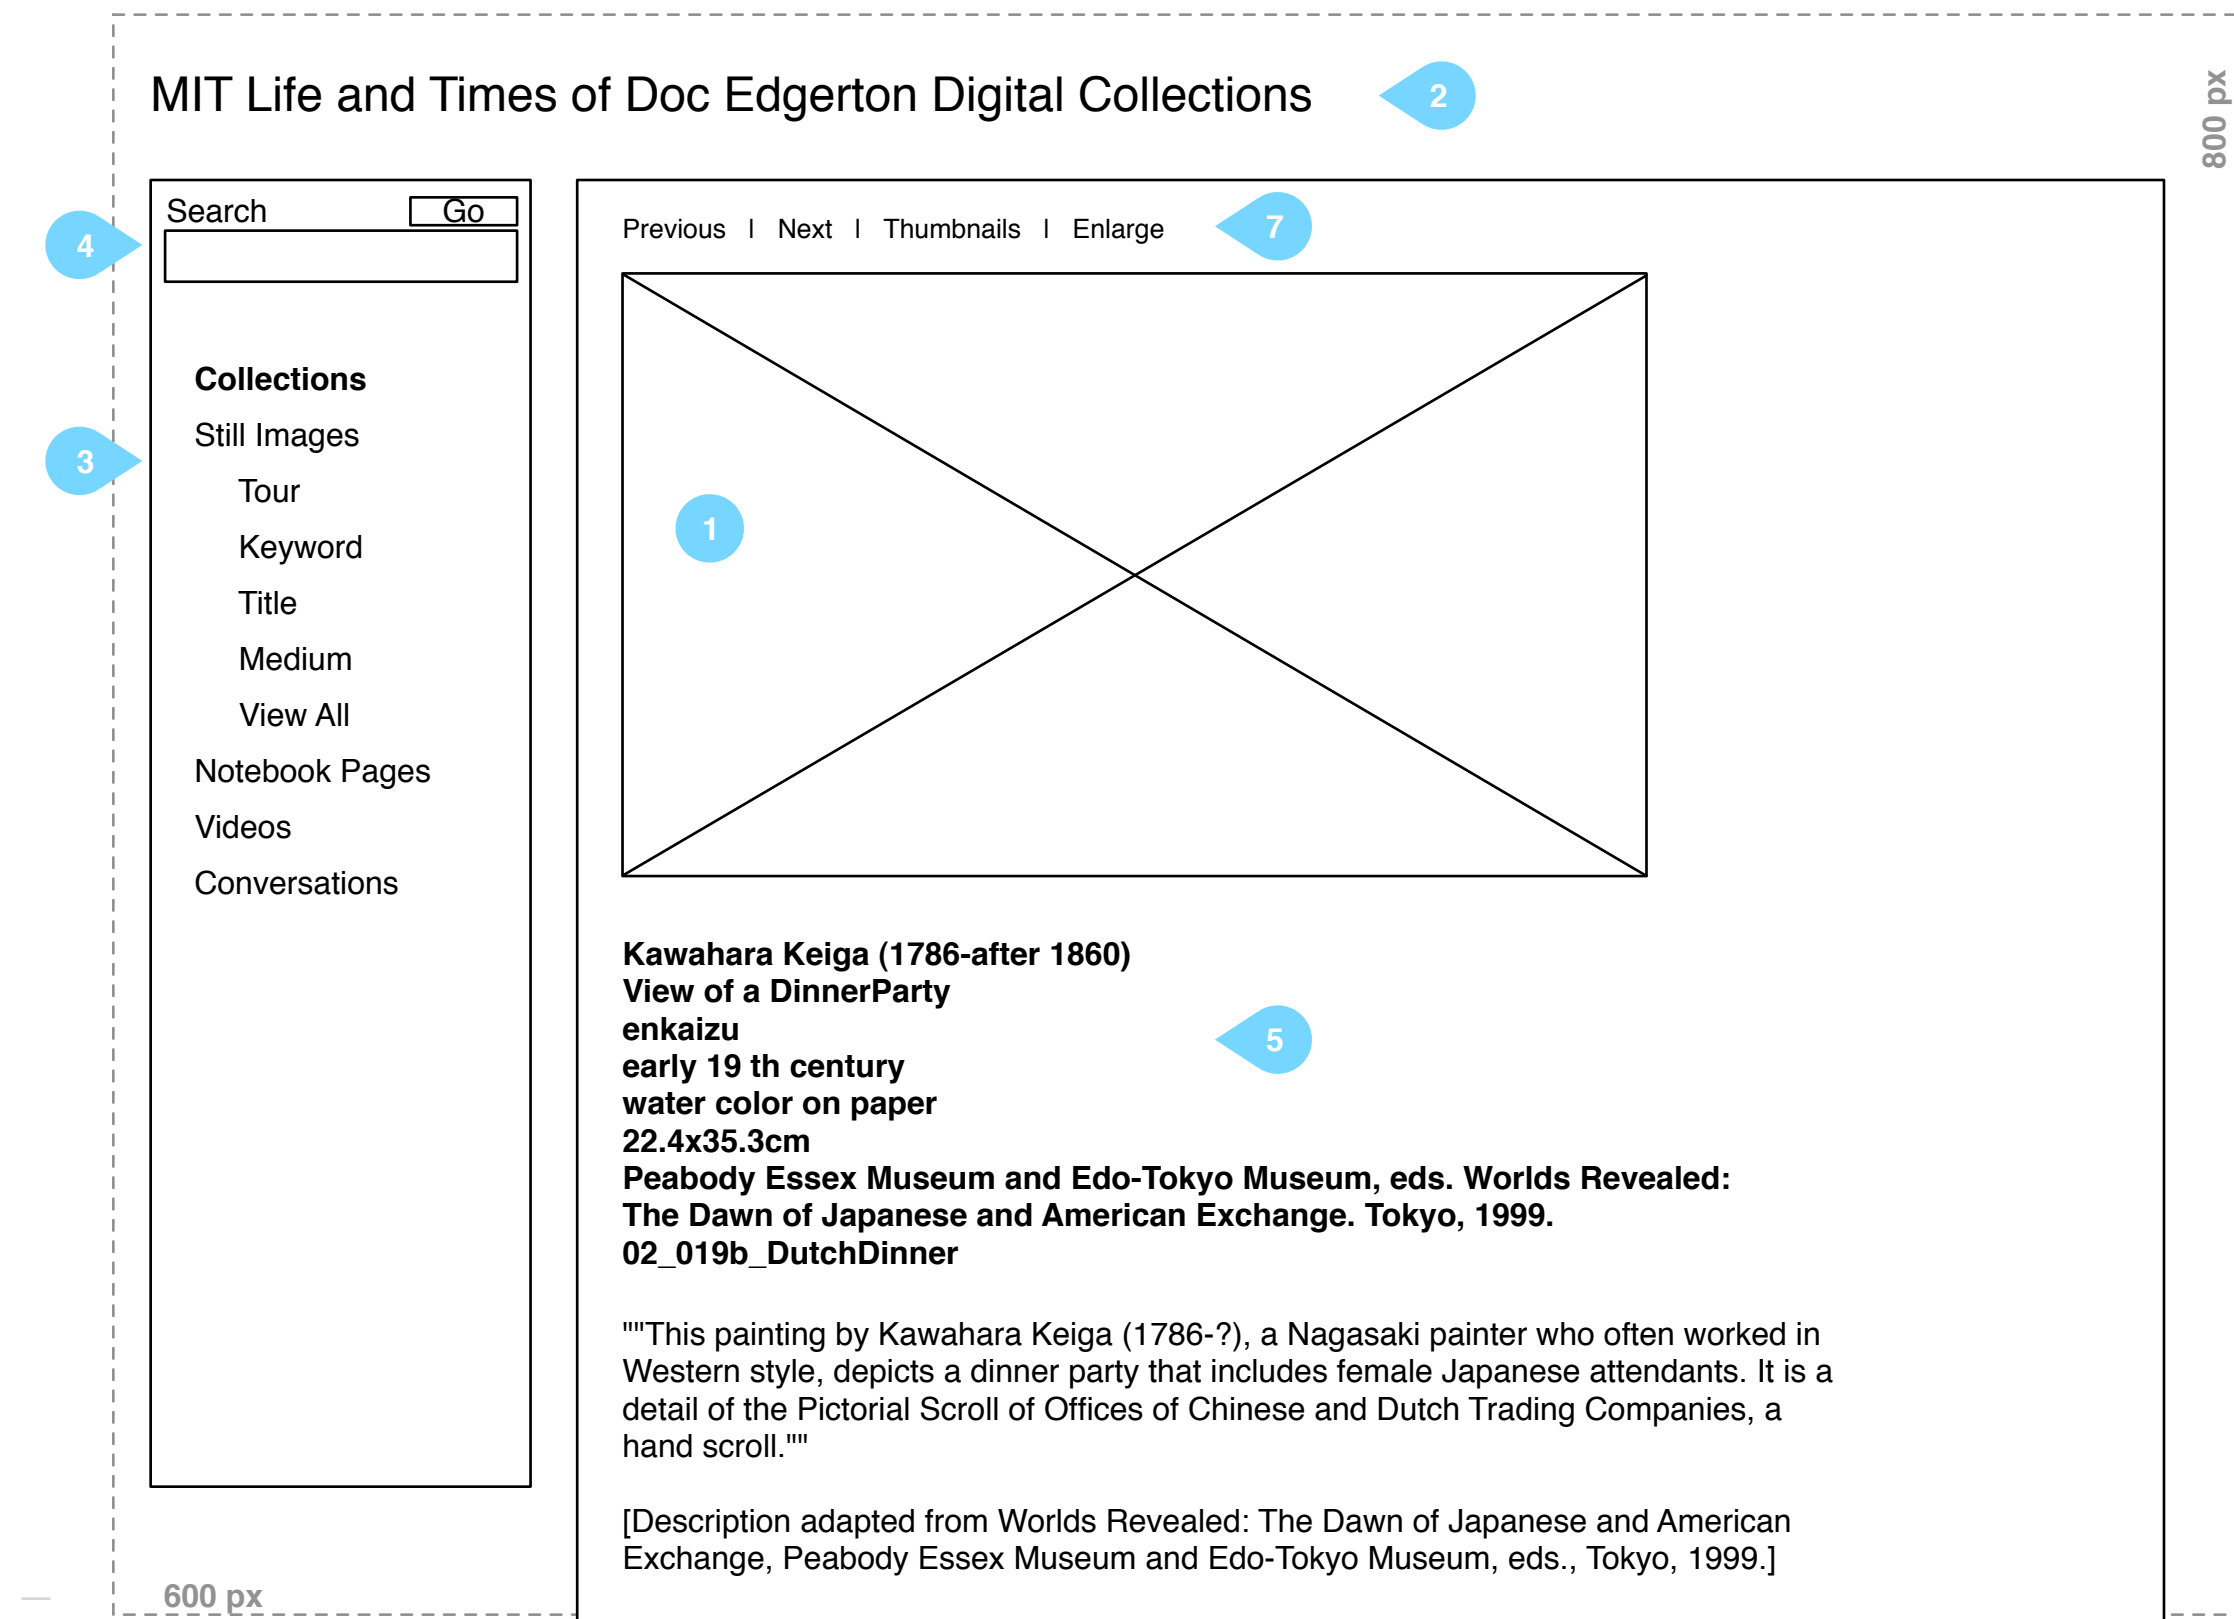 MIT Life and Times of Doc Edgerton Digital Collections
2
800 px
Search
Go
4
Collections
Still Images
3
Tour
Keyword
Title
Medium
View All
Notebook Pages
Videos
Conversations
Previous | Next | Thumbnails | Enlarge
7
1
Kawahara Keiga (1786-after 1860)
View of a DinnerParty
enkaizu
early 19 th century
water color on paper
22.4x35.3cm
Peabody Essex Museum and Edo-Tokyo Museum, eds. Worlds Revealed:
The Dawn of Japanese and American Exchange. Tokyo, 1999.
02_019b_DutchDinner
5
""This painting by Kawahara Keiga (1786-?), a Nagasaki painter who often worked in
Western style, depicts a dinner party that includes female Japanese attendants. It is a
detail of the Pictorial Scroll of Offices of Chinese and Dutch Trading Companies, a
hand scroll.""
[Description adapted from Worlds Revealed: The Dawn of Japanese and American
Exchange, Peabody Essex Museum and Edo-Tokyo Museum, eds., Tokyo, 1999.]
600 px